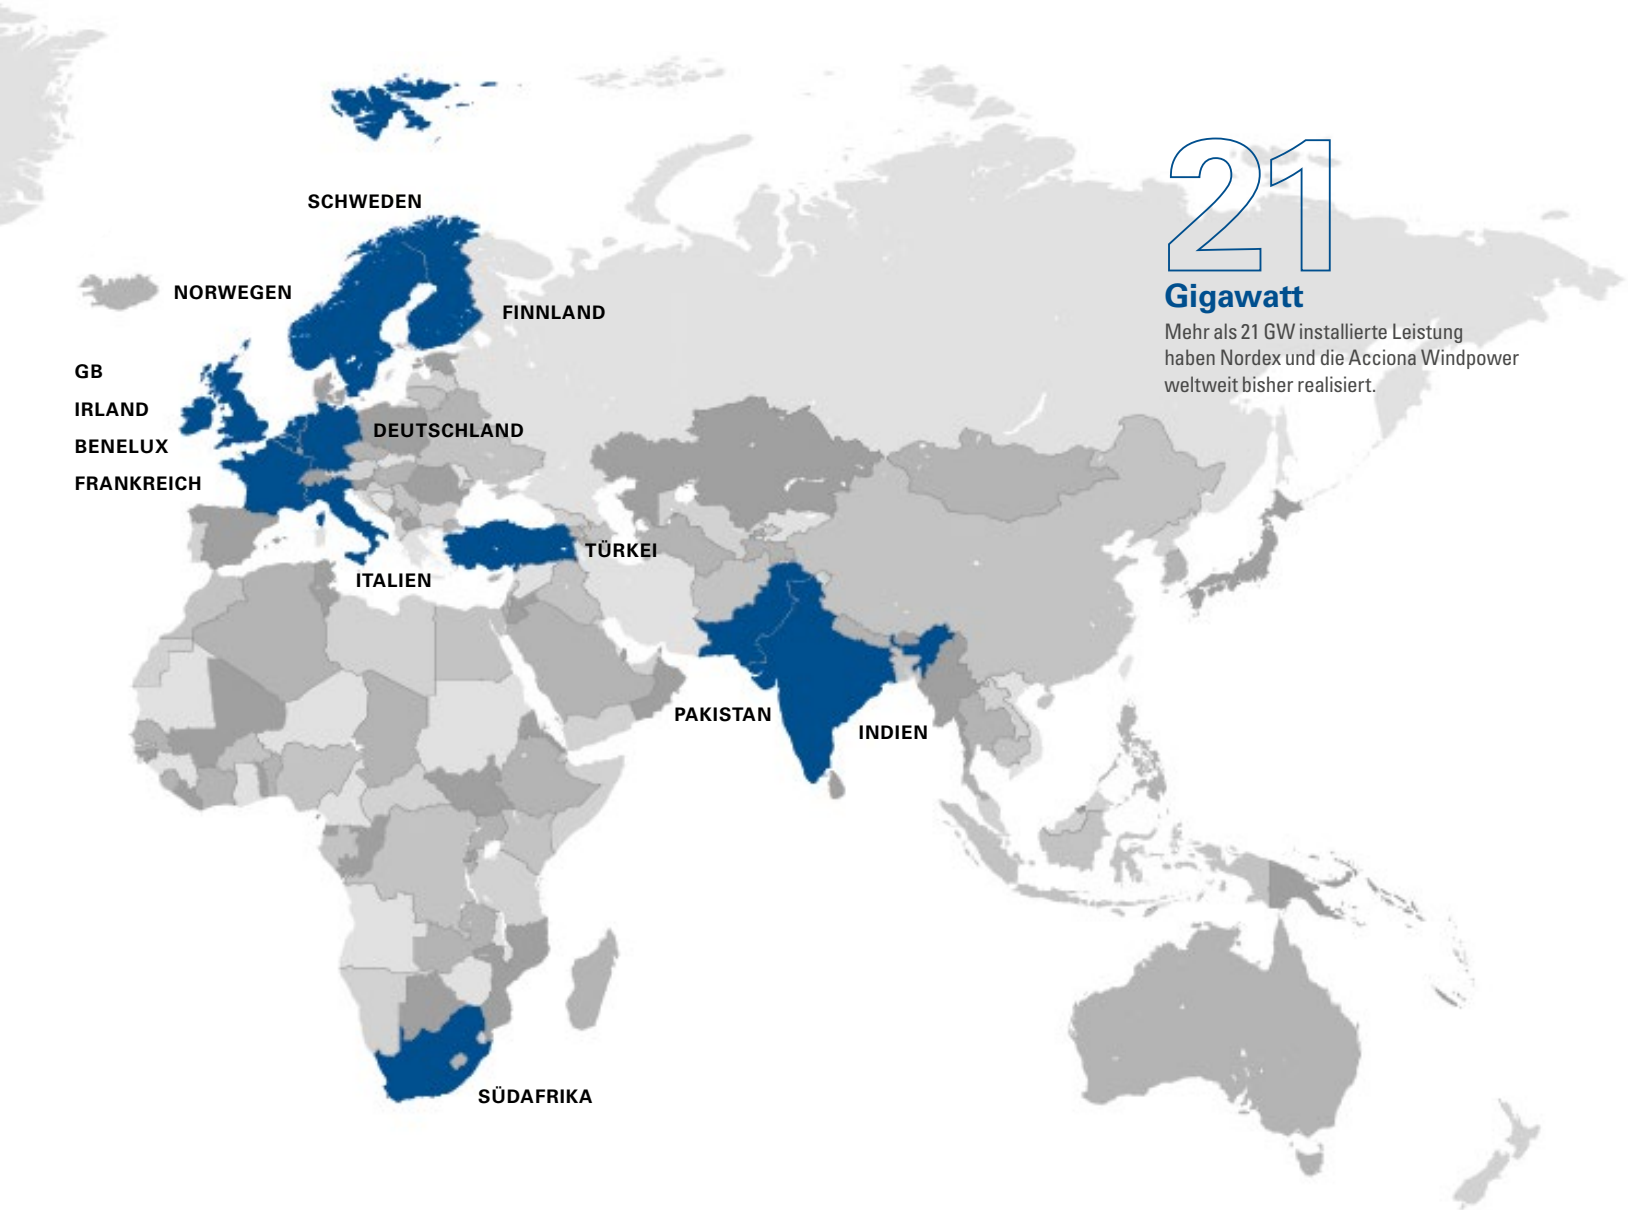 21
Gigawatt
Mehr als 21 GW installierte Leistung
haben Nordex und die Acciona Windpower
weltweit bisher realisiert.
SCHWEDEN
NORWEGEN
FINNLAND
GB
IRLAND
BENELUX
FRANKREICH
DEUTSCHLAND
TÜRKEI
ITALIEN
PAKISTAN
INDIEN
SÜDAFRIKA